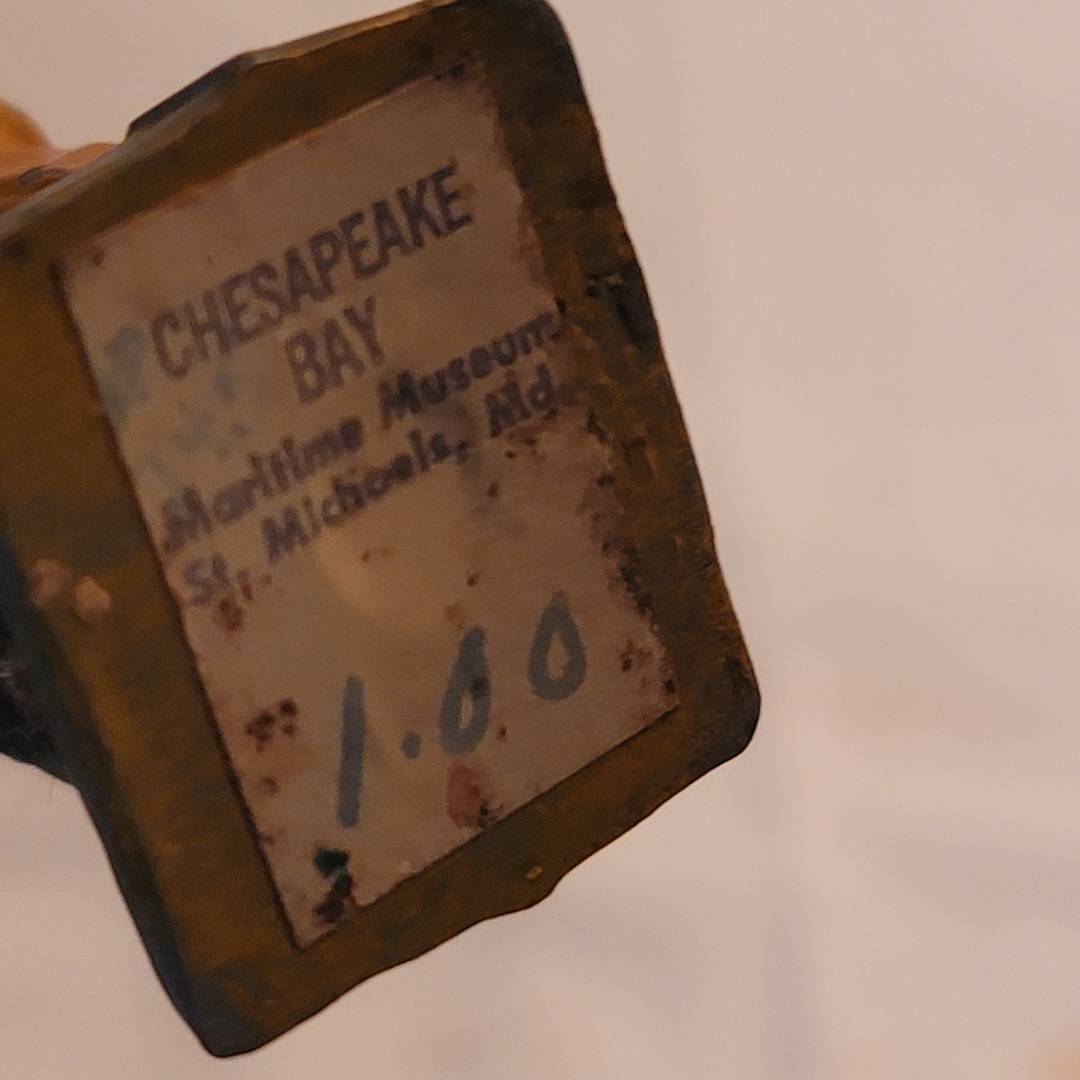 CHESAPEAKE
BAY
Maritime Museum
St. Michaels, Md
1.00